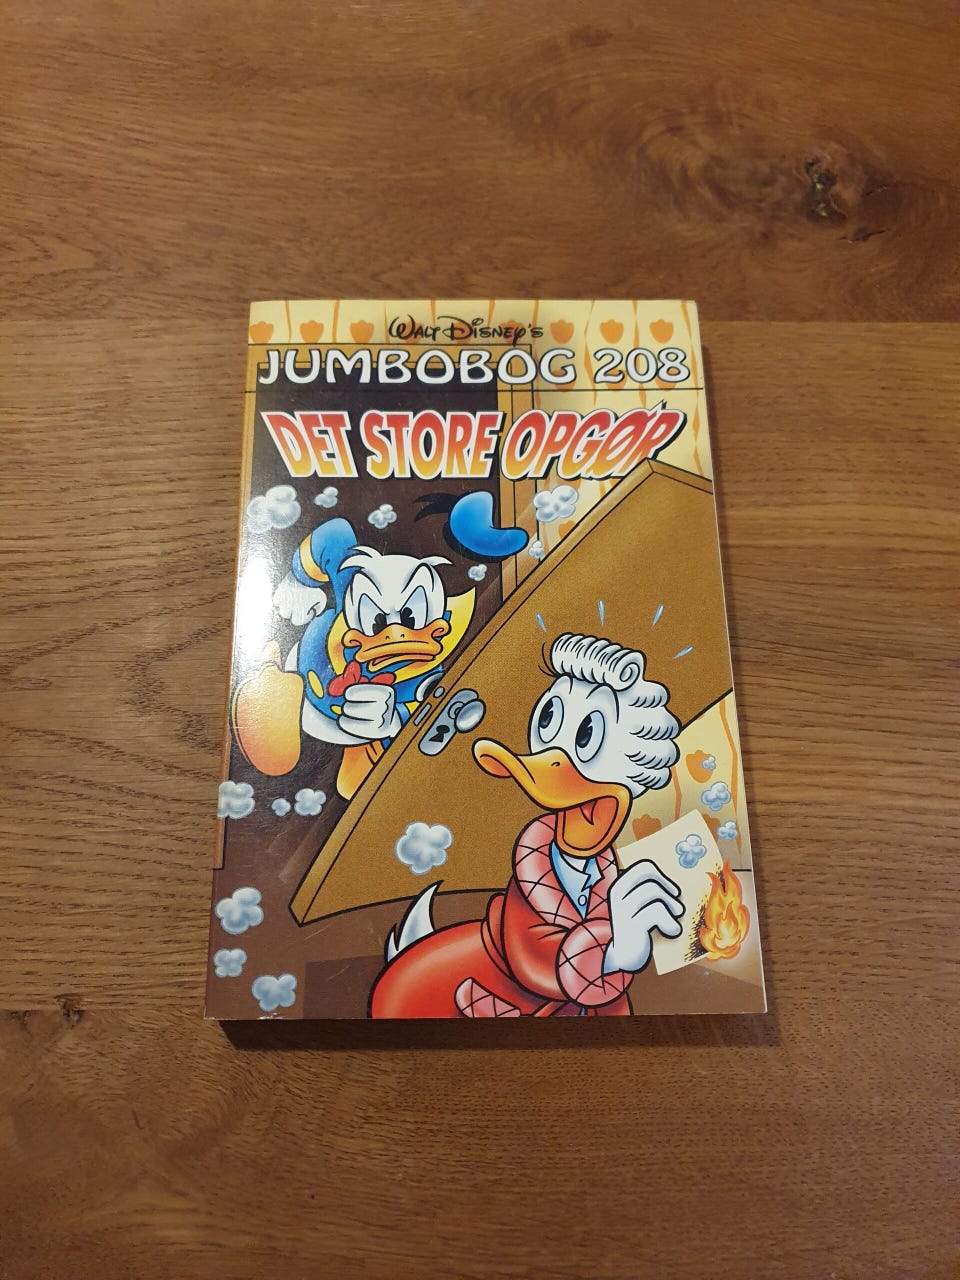 Walt Disney's
JUMBOBOG 208
DET STORE OPGØR